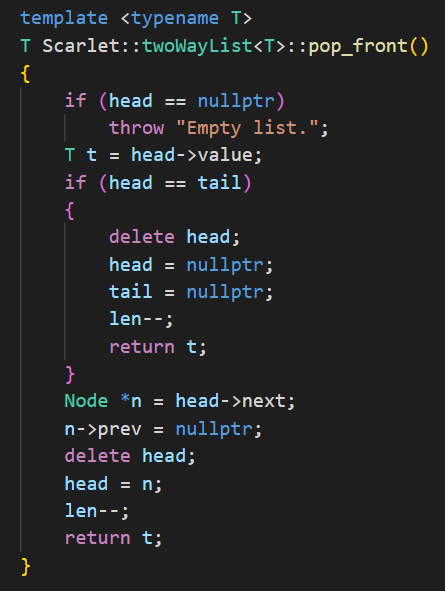 template <typename T>
T Scarlet::twoWayList<T>::pop_front()
{
    if (head == nullptr)
        throw "Empty list.";
    T t = head->value;
    if (head == tail)
    {
        delete head;
        head = nullptr;
        tail = nullptr;
        len--;
        return t;
    }
    Node *n = head->next;
    n->prev = nullptr;
    delete head;
    head = n;
    len--;
    return t;
}